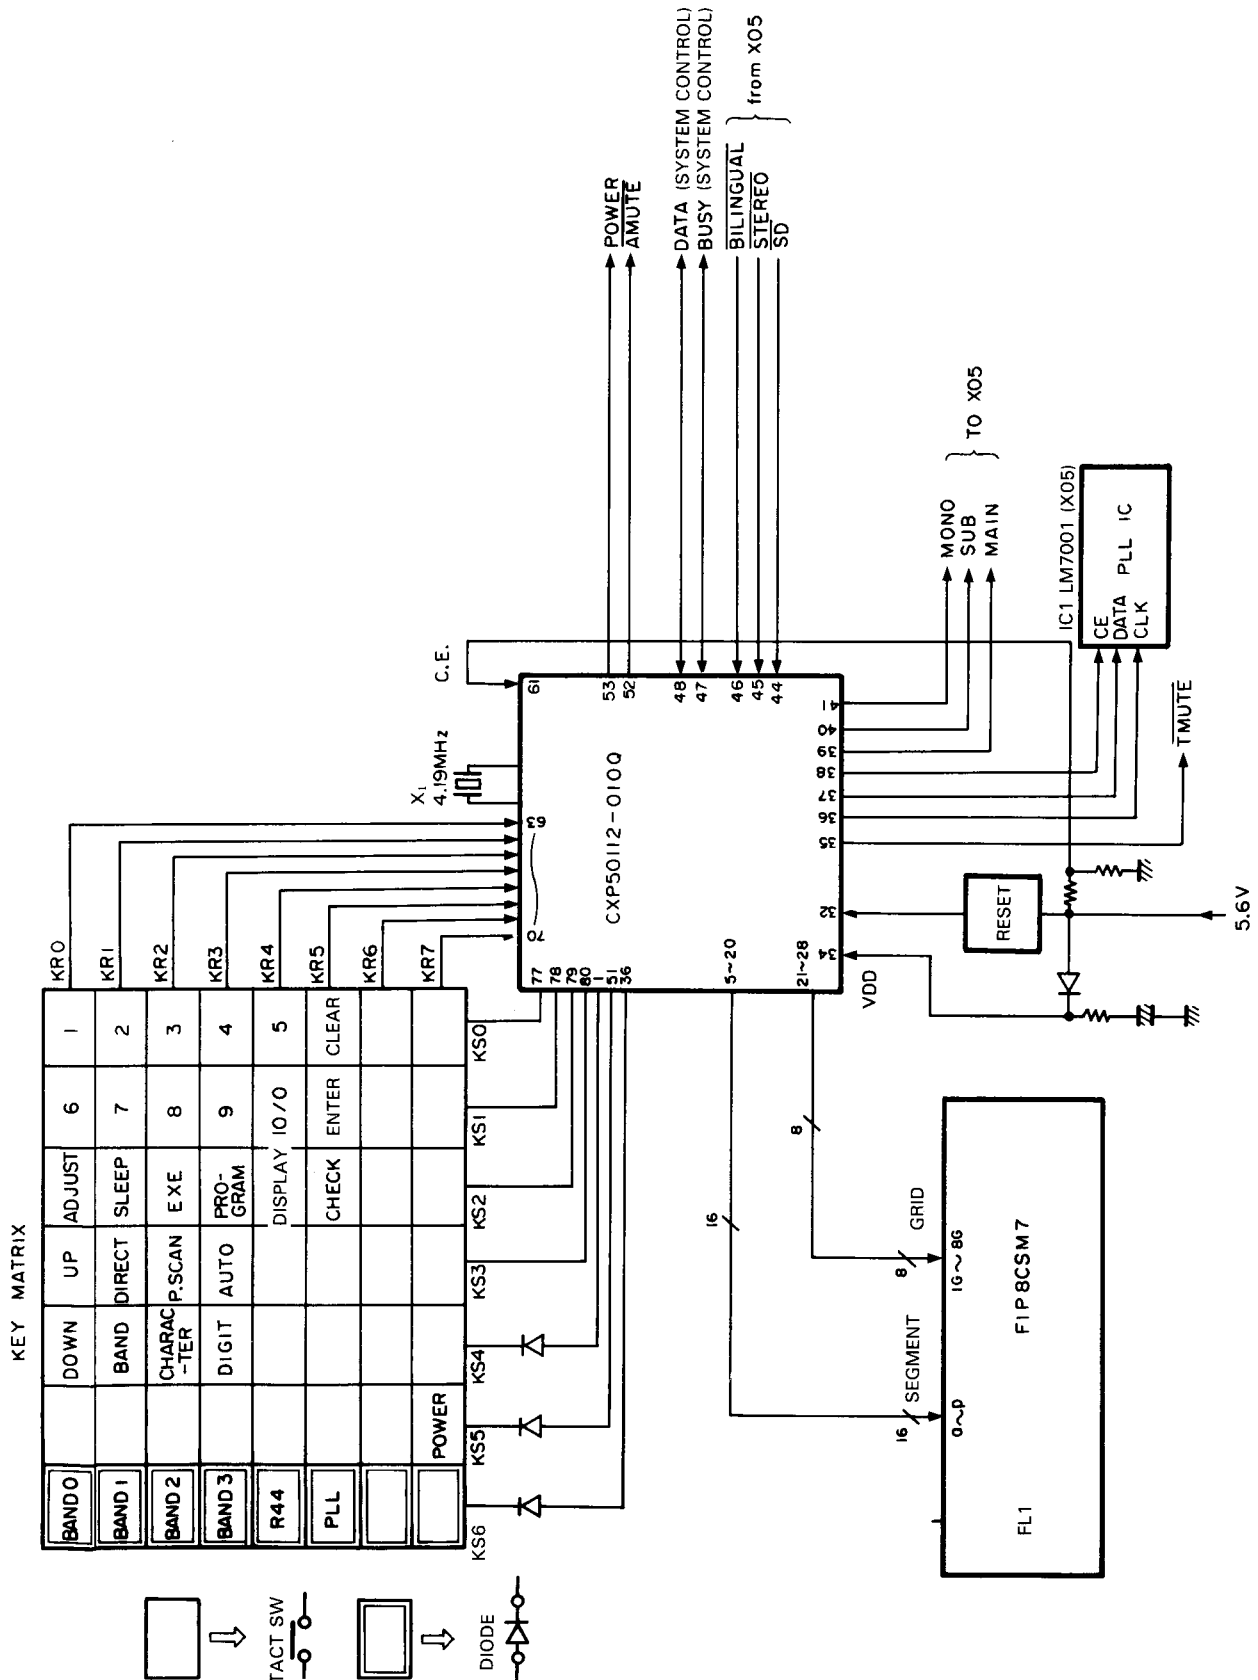 KEY MATRIX
BAND0
DOWN
UP
ADJUST
6
1
KR0
BAND1
BAND
DIRECT
SLEEP
7
2
KR1
BAND2
CHARAC
-TER
P.SCAN
EXE
8
3
KR2
BAND3
DIGIT
AUTO
PRO-
GRAM
9
4
KR3
R44
DISPLAY
10/0
5
KR4
PLL
CHECK
ENTER
CLEAR
KR5
KR6
POWER
KR7
KS6
KS5
KS4
KS3
KS2
KS1
KS0
TACT SW
DIODE
X1
4.19MHz
C.E.
63
70
61
77
78
79
80
1
51
36
53
52
48
47
46
45
44
CXP50112-010Q
5~20
21~28
34
32
35
36
37
38
39
40
41
VDD
POWER
AMUTE
DATA (SYSTEM CONTROL)
BUSY (SYSTEM CONTROL)
BILINGUAL
STEREO
SD
from X05
MONO
SUB
MAIN
TO X05
IC1 LM7001 (X05)
CE
DATA
CLK
PLL IC
TMUTE
RESET
5.6V
16
8
16
SEGMENT
8
GRID
a~p
1G~8G
FIP8CSM7
FL1